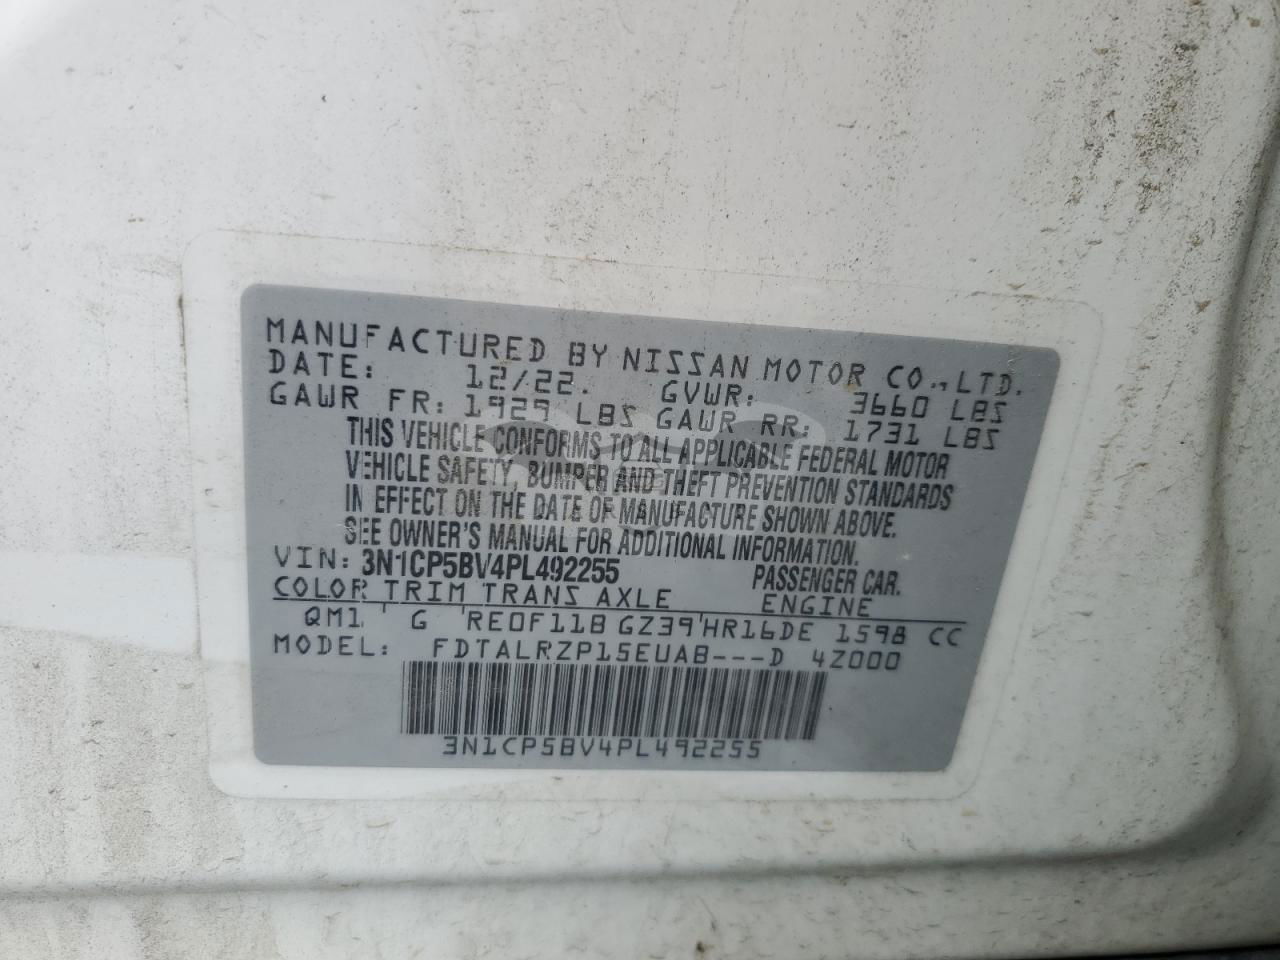 MANUFACTURED BY NISSAN MOTOR CO., LTD.
DATE: 12/22. GVWR: 3660 LBS
GAWR FR: 1929 LBS GAWR RR: 1731 LBS
THIS VEHICLE CONFORMS TO ALL APPLICABLE FEDERAL MOTOR
VEHICLE SAFETY, BUMPER AND THEFT PREVENTION STANDARDS
IN EFFECT ON THE DATE OF MANUFACTURE SHOWN ABOVE.
SEE OWNER'S MANUAL FOR ADDITIONAL INFORMATION.
VIN: 3N1CP5BV4PL492255 PASSENGER CAR.
COLOR TRIM TRANS AXLE ENGINE
QM1 ' G 'RE0F11B GZ39'HR16DE 1598 CC
MODEL: FDTALRZP15EUAB---D 4Z000
3N1CP5BV4PL492255